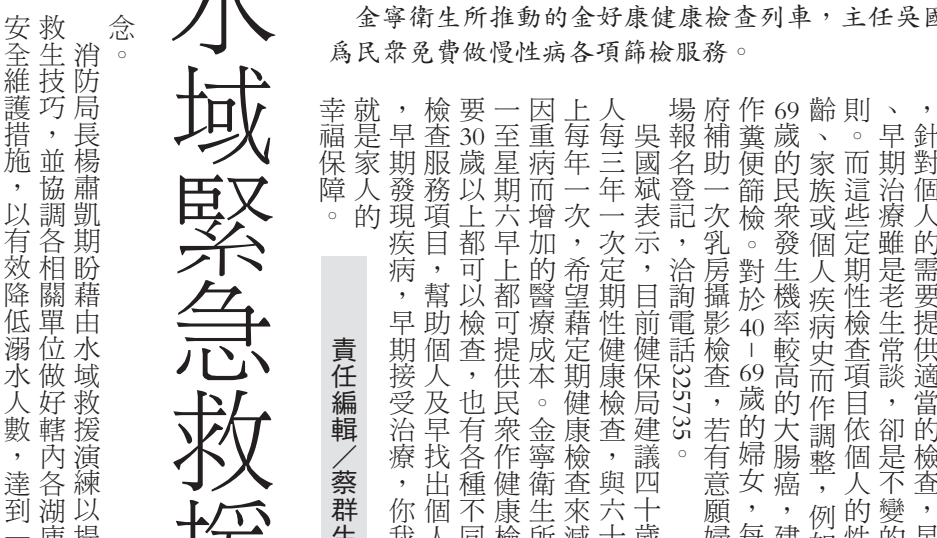 金寧衛生所推動的金好康健康檢查列車，主任吳國
爲民衆免費做慢性病各項篩檢服務。
，針對個人的需要提供適當的檢查，早
、早期治療雖是老生常談，卻是不變的
則。而這些定期性檢查項目依個人的性
齡、家族或個人疾病史而作調整，例如
69歲的民衆發生機率較高的大腸癌，建
作糞便篩檢。對於40－69歲的婦女，每
府補助一次乳房攝影檢查，若有意願婦
場報名登記，洽詢電話325735。
吳國斌表示，目前健保局建議四十歲
人每三年一次定期性健康檢查，與六十
上每年一次，希望藉定期健康檢查來減
因重病而增加的醫療成本。金寧衛生所
一至星期六早上都可提供民衆作健康檢
要30歲以上都可以檢查，也有各種不同
檢查服務項目，幫助個人及早找出個人
，早期發現疾病，早期接受治療，你我
就是家人的
幸福保障。
責任編輯／蔡群生
水域緊急救援
念。
消防局長楊肅凱期盼藉由水域救援演練以提
救生技巧，並協調各相關單位做好轄內各湖庫
安全維護措施，以有效降低溺水人數，達到一